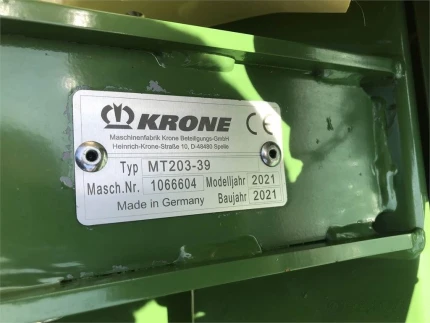 KRONE CE
Maschinenfabrik Krone Beteiligungs-GmbH
Heinrich-Krone-Straße 10, D-48480 Spelle
Typ MT203-39
Masch.Nr. 1066604 Modelljahr 2021
Made in Germany Baujahr 2021